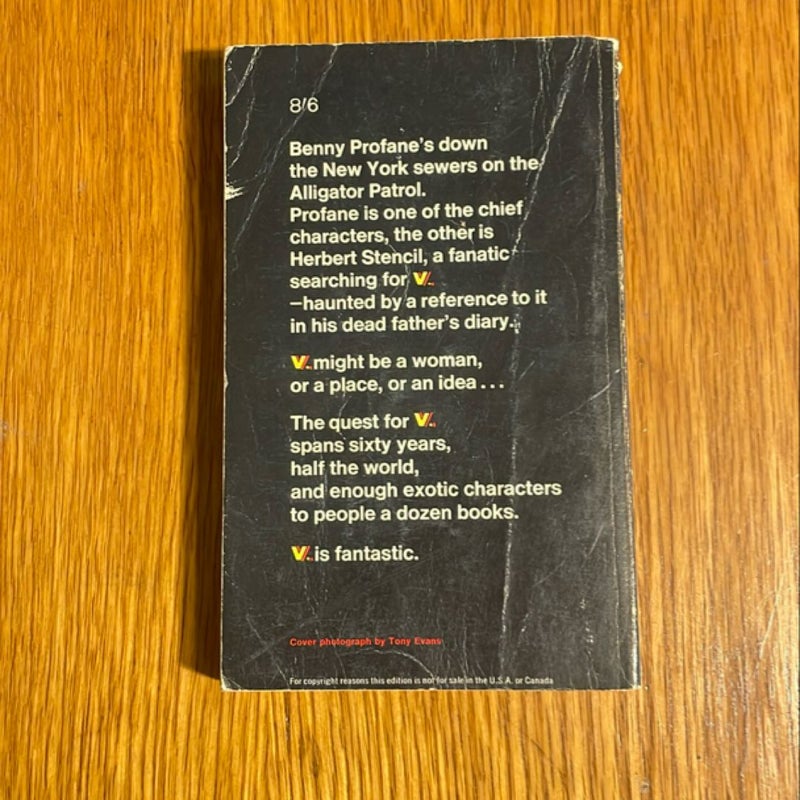 8/6
Benny Profane's down
the New York sewers on the
Alligator Patrol.
Profane is one of the chief
characters, the other is
Herbert Stencil, a fanatic
searching for V.
–haunted by a reference to it
in his dead father's diary.
V. might be a woman,
or a place, or an idea...
The quest for V.
spans sixty years,
half the world,
and enough exotic characters
to people a dozen books.
V. is fantastic.
Cover photograph by Tony Evans
For copyright reasons this edition is not for sale in the U.S.A. or Canada